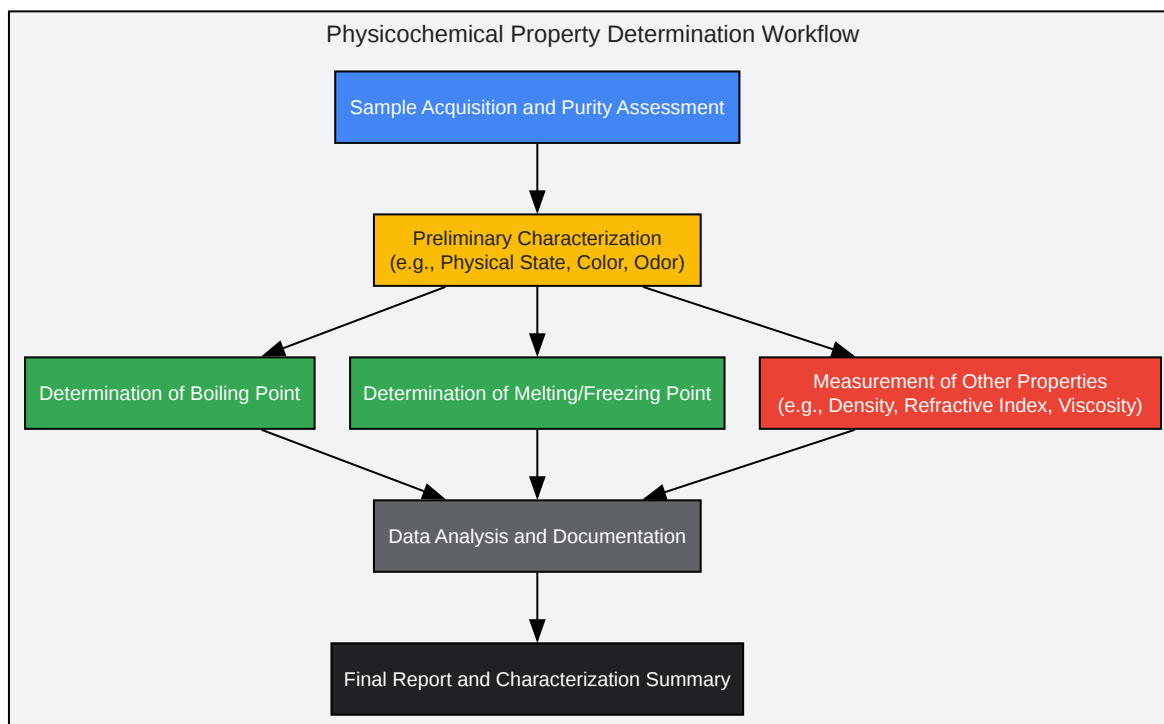 Physicochemical Property Determination Workflow
Sample Acquisition and Purity Assessment
Preliminary Characterization
(e.g., Physical State, Color, Odor)
Determination of Boiling Point
Determination of Melting/Freezing Point
Measurement of Other Properties
(e.g., Density, Refractive Index, Viscosity)
Data Analysis and Documentation
Final Report and Characterization Summary